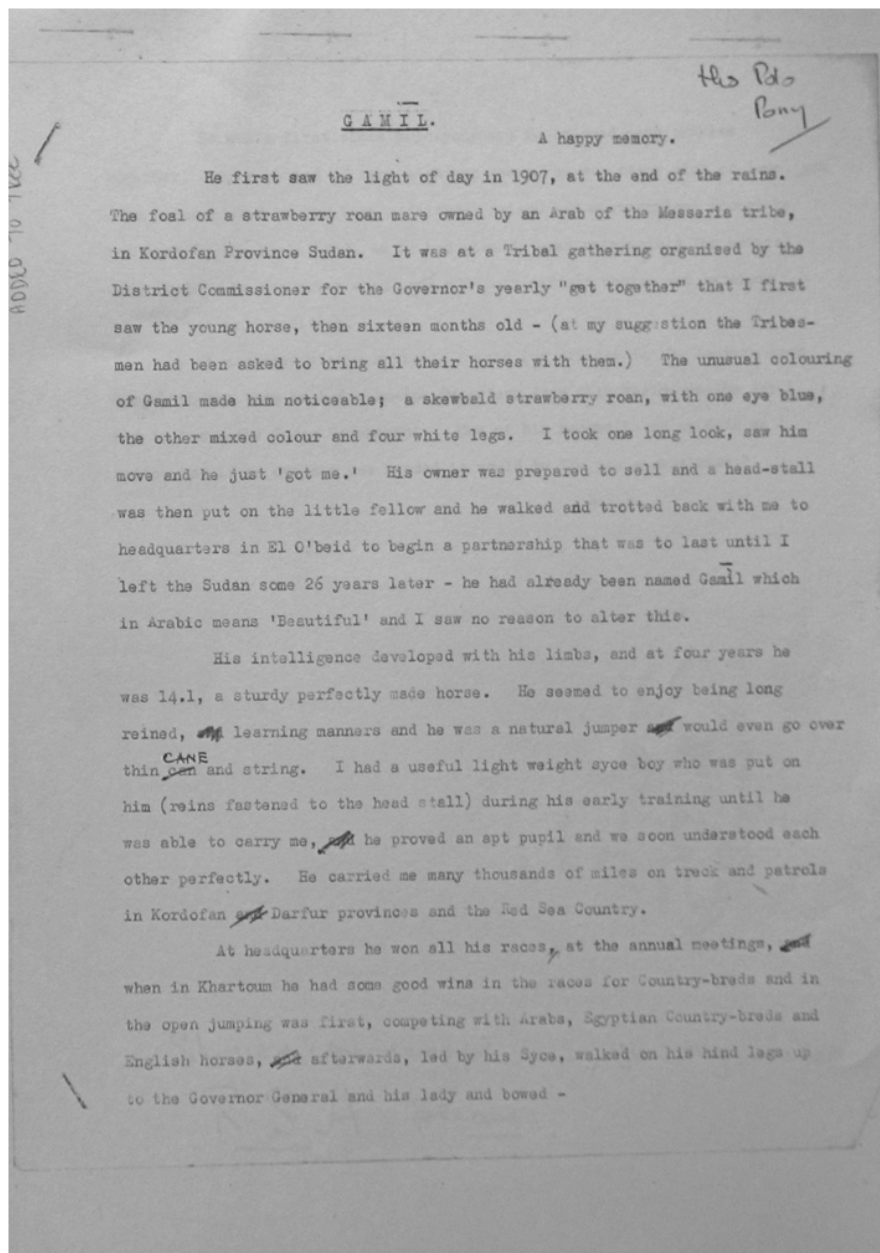 the Polo
Pony
GAMIL.
A happy memory.
ADDED TO
He first saw the light of day in 1907, at the end of the rains.
The foal of a strawberry roan mare owned by an Arab of the Messeria tribe,
in Kordofan Province Sudan. It was at a Tribal gathering organised by the
District Commissioner for the Governor's yearly "get together" that I first
saw the young horse, then sixteen months old - (at my suggestion the Tribes-
men had been asked to bring all their horses with them.) The unusual colouring
of Gamil made him noticeable; a skewbald strawberry roan, with one eye blue,
the other mixed colour and four white legs. I took one long look, saw him
move and he just 'got me.' His owner was prepared to sell and a head-stall
was then put on the little fellow and he walked and trotted back with me to
headquarters in El O'beid to begin a partnership that was to last until I
left the Sudan some 26 years later - he had already been named Gamīl which
in Arabic means 'Beautiful' and I saw no reason to alter this.
His intelligence developed with his limbs, and at four years he
was 14.1, a sturdy perfectly made horse. He seemed to enjoy being long
reined, learning manners and he was a natural jumper would even go over
thin CANE and string. I had a useful light weight syce boy who was put on
him (reins fastened to the head stall) during his early training until he
was able to carry me, he proved an apt pupil and we soon understood each
other perfectly. He carried me many thousands of miles on treck and patrols
in Kordofan Darfur provinces and the Red Sea Country.
At headquarters he won all his races, at the annual meetings,
when in Khartoum he had some good wins in the races for Country-breds and in
the open jumping was first, competing with Arabs, Egyptian Country-breds and
English horses, afterwards, led by his Syce, walked on his hind legs up
to the Governor General and his lady and bowed -